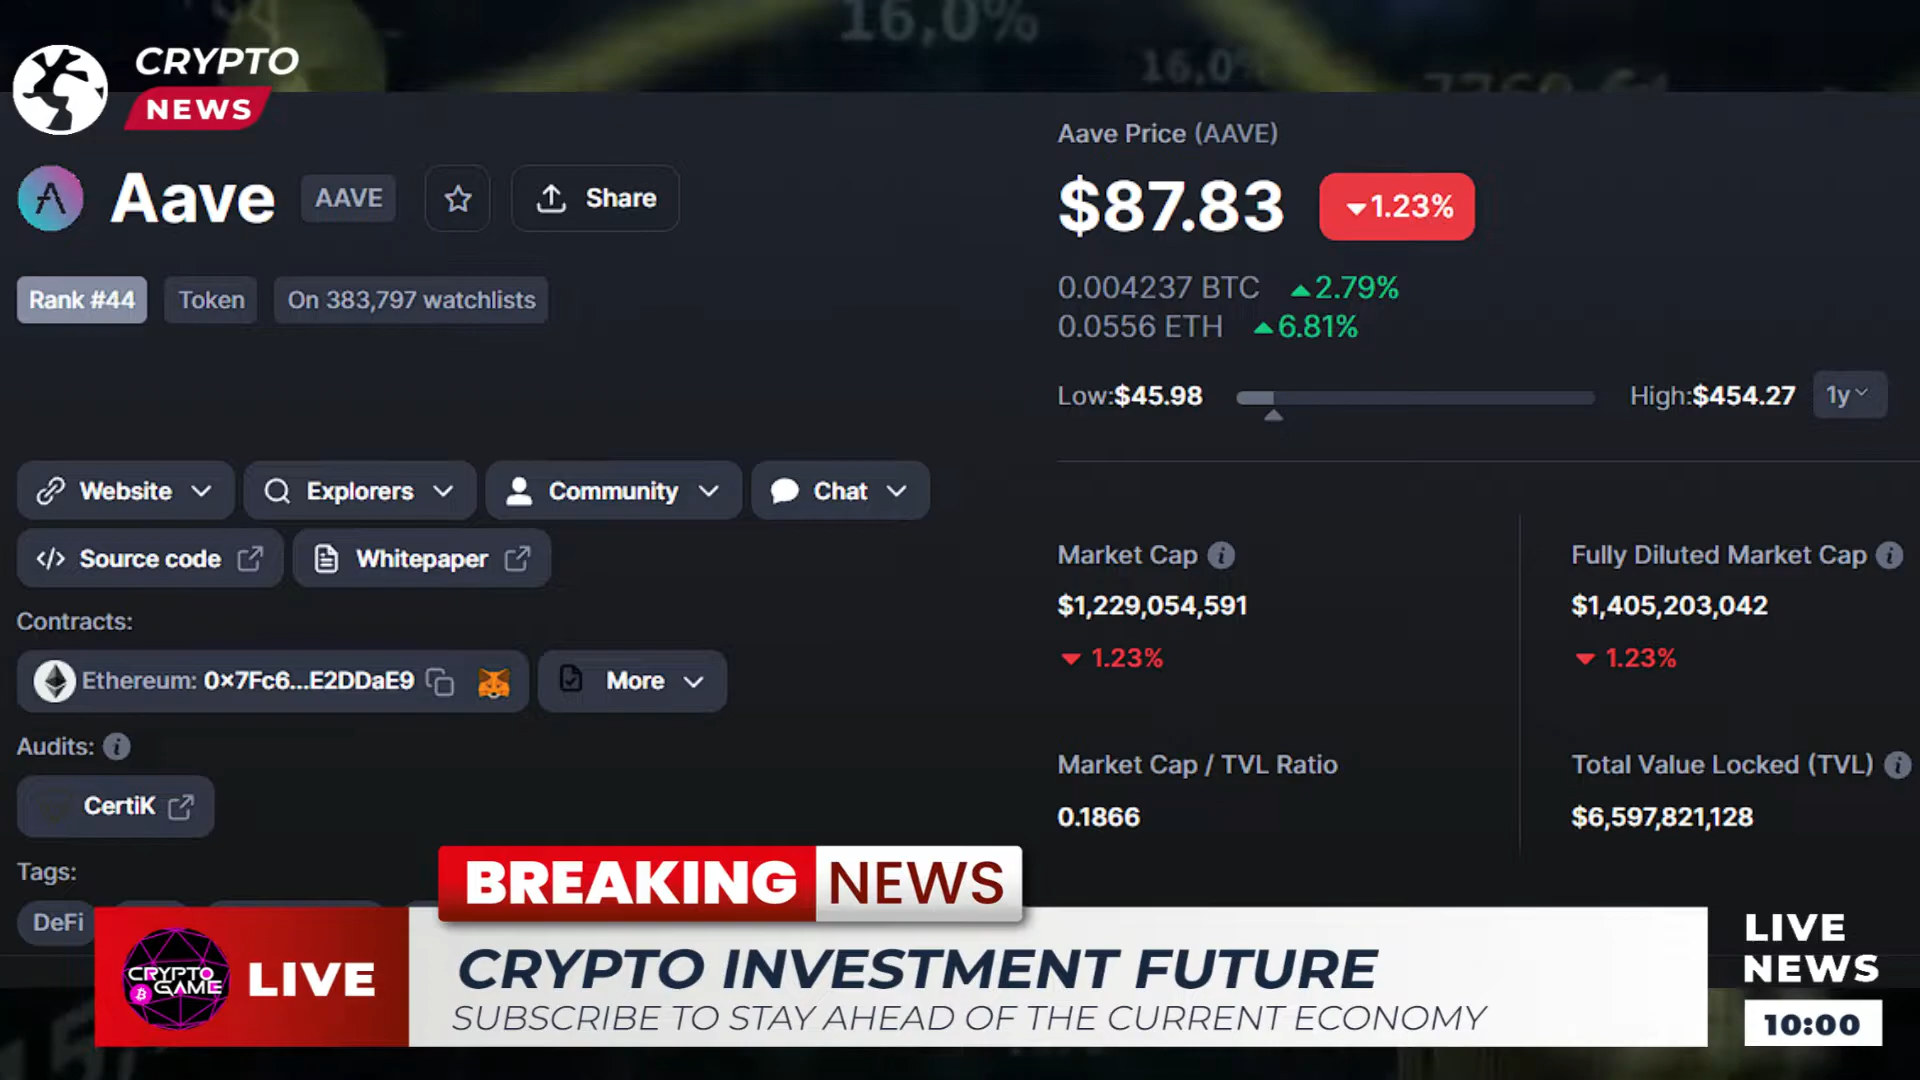 16,0%
16,0%
CRYPTO
NEWS
Aave AAVE Share
Rank #44 Token On 383,797 watchlists
Website Explorers Community Chat
Source code Whitepaper
Contracts:
Ethereum: 0x7Fc6...E2DDaE9 More
Audits:
CertiK
Tags:
DeFi
Aave Price (AAVE)
$87.83 1.23%
0.004237 BTC 2.79%
0.0556 ETH 6.81%
Low:$45.98 High:$454.27 1y
Market Cap
$1,229,054,591
1.23%
Fully Diluted Market Cap
$1,405,203,042
1.23%
Market Cap / TVL Ratio
0.1866
Total Value Locked (TVL)
$6,597,821,128
BREAKING NEWS
CRYPTO
GAME
LIVE
CRYPTO INVESTMENT FUTURE
SUBSCRIBE TO STAY AHEAD OF THE CURRENT ECONOMY
LIVE
NEWS
10:00